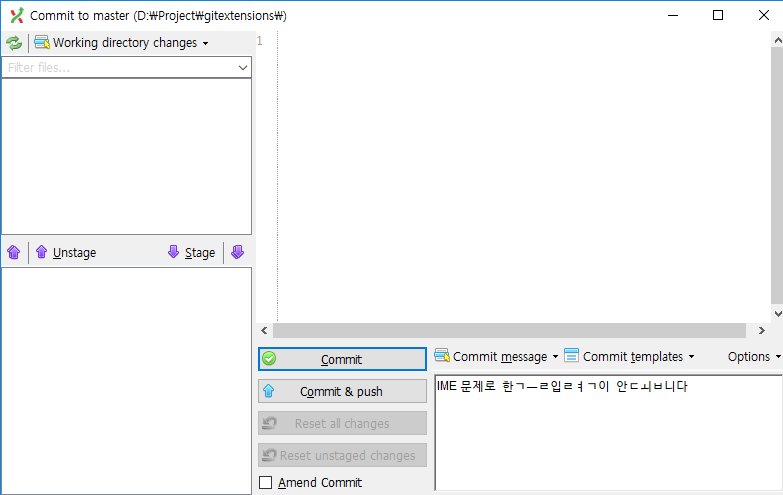 Commit to master (D:₩Project₩gitextensions₩)
Working directory changes
Filter files...
1
Unstage
Stage
Commit
Commit message
Commit templates
Options
Commit & push
IME 문제로 한ㄱㅡㄹ입ㄹㅕㄱ이 안ㄷㅚㅂ니다
Reset all changes
Reset unstaged changes
Amend Commit